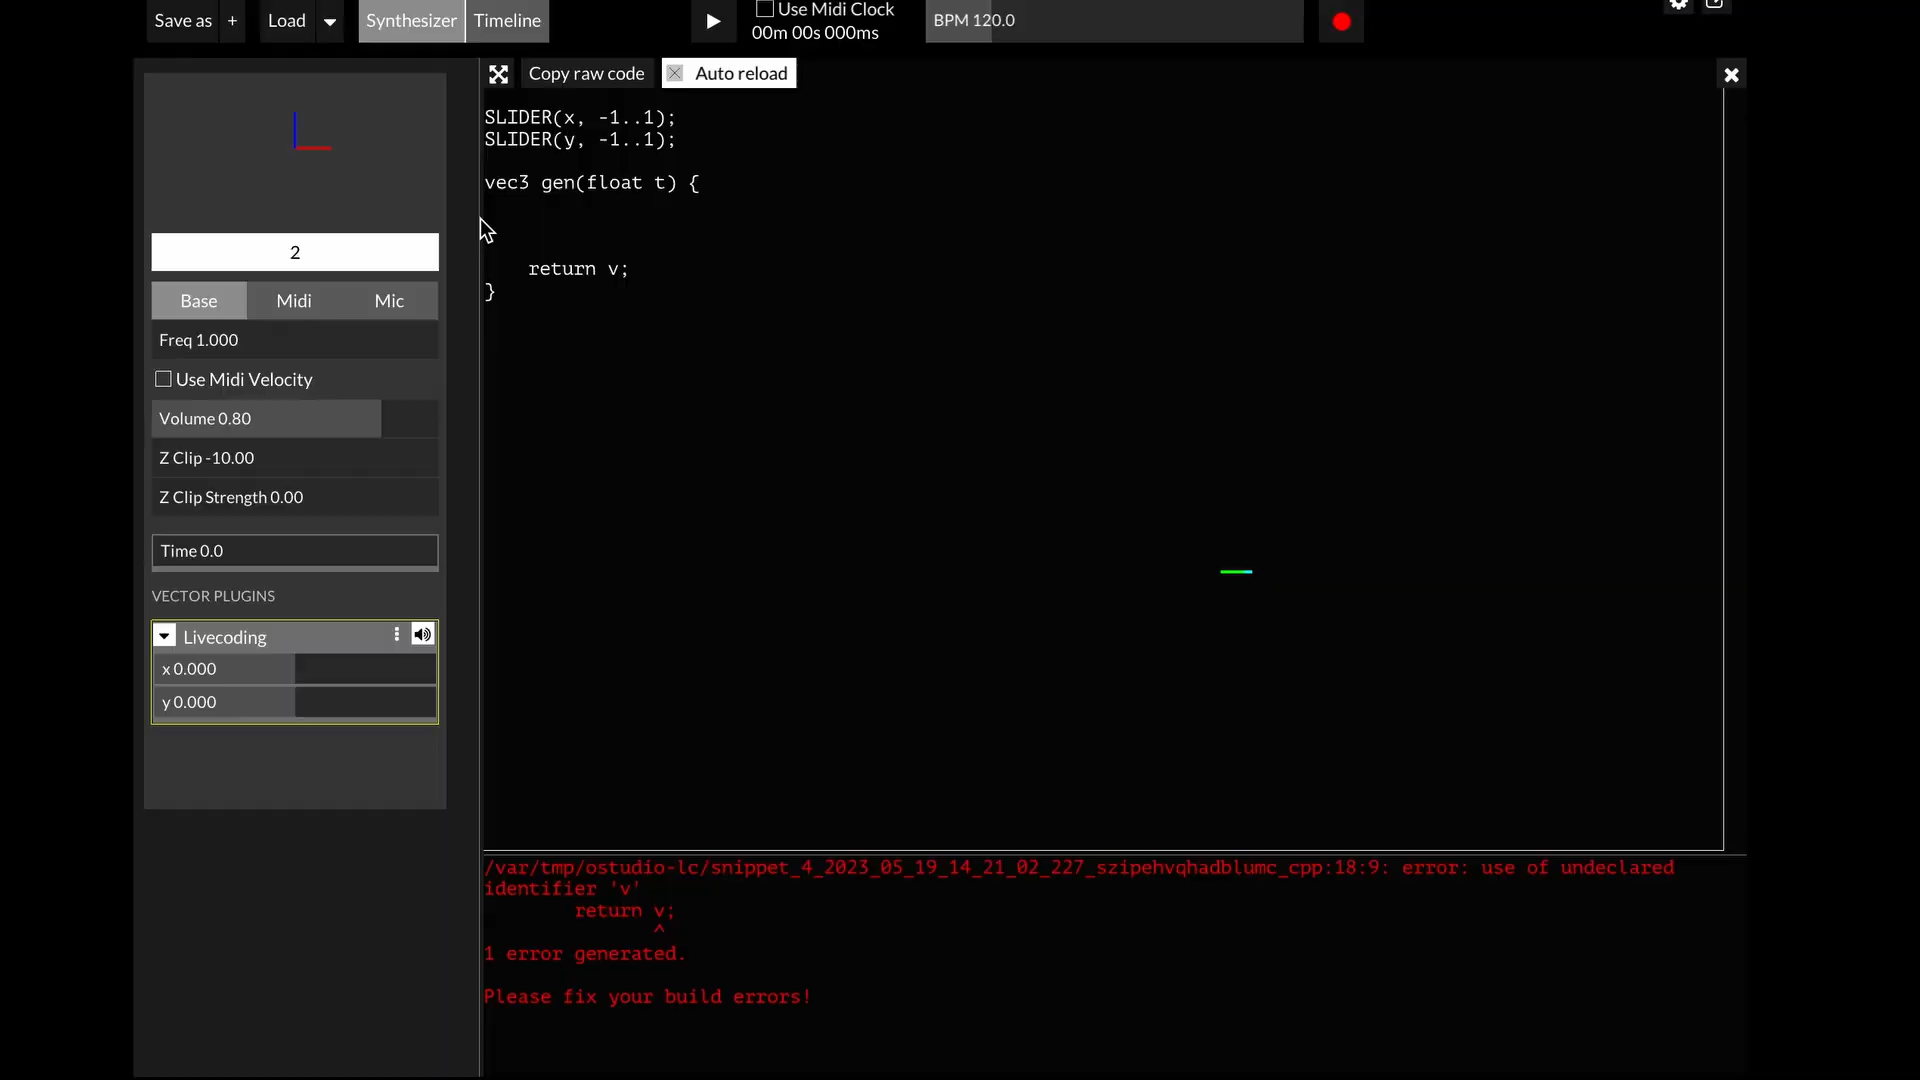 Save as + Load Synthesizer Timeline Use Midi Clock BPM 120.0
00m 00s 000ms
Copy raw code Auto reload
SLIDER(x, -1..1);
SLIDER(y, -1..1);
vec3 gen(float t) {
return v;
}
2
Base Midi Mic
Freq 1.000
Use Midi Velocity
Volume 0.80
Z Clip -10.00
Z Clip Strength 0.00
Time 0.0
VECTOR PLUGINS
Livecoding
x 0.000
y 0.000
/var/tmp/ostudio-lc/snippet_4_2023_05_19_14_21_02_227_szipehvqhadblumc_cpp:18:9: error: use of undeclared
identifier 'v'
return v;
^
1 error generated.
Please fix your build errors!